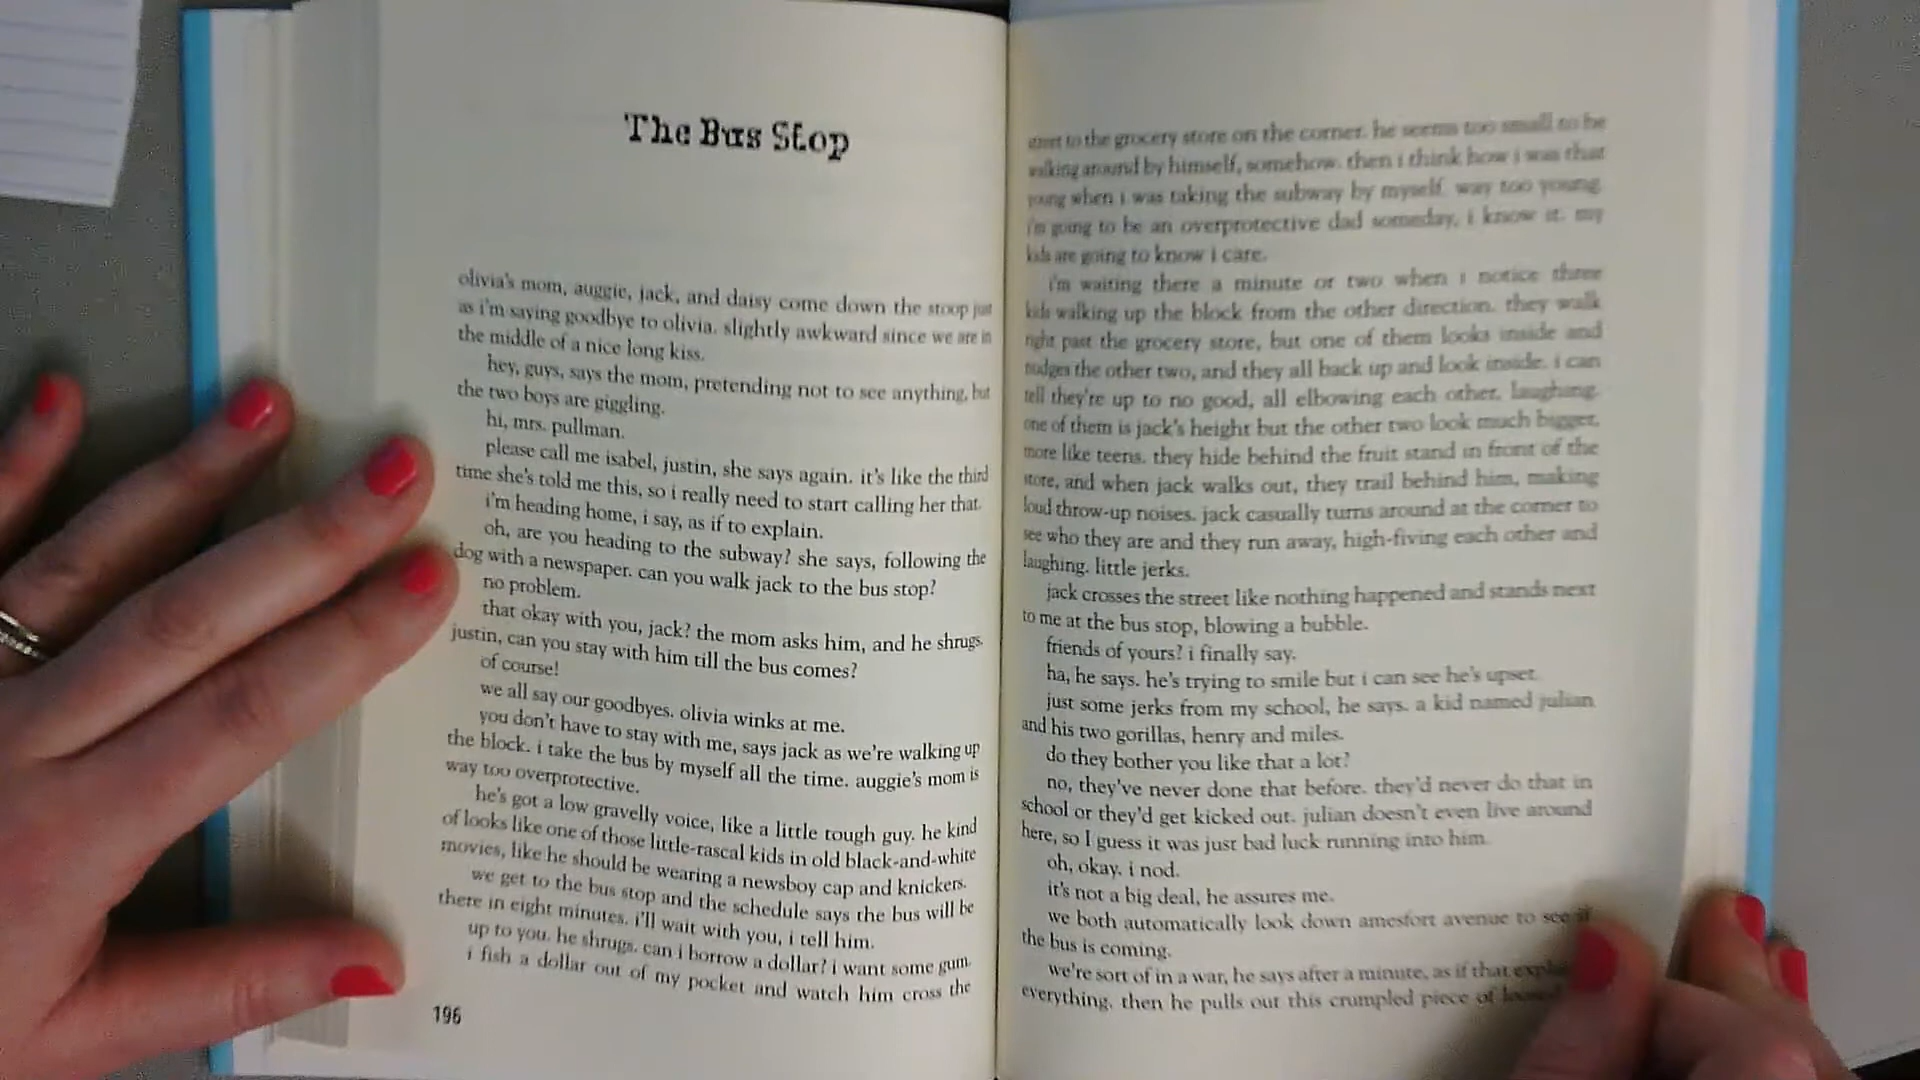 The Bus Stop
olivia's mom, auggie, jack, and daisy come down the stoop just
as i'm saying goodbye to olivia. slightly awkward since we are in
the middle of a nice long kiss.
hey, guys, says the mom, pretending not to see anything, but
the two boys are giggling.
hi, mrs. pullman.
please call me isabel, justin, she says again. it's like the third
time she's told me this, so i really need to start calling her that.
i'm heading home, i say, as if to explain.
oh, are you heading to the subway? she says, following the
dog with a newspaper. can you walk jack to the bus stop?
no problem.
that okay with you, jack? the mom asks him, and he shrugs.
justin, can you stay with him till the bus comes?
of course!
we all say our goodbyes. olivia winks at me.
you don't have to stay with me, says jack as we're walking up
the block. i take the bus by myself all the time. auggie's mom is
way too overprotective.
he's got a low gravelly voice, like a little tough guy. he kind
of looks like one of those little-rascal kids in old black-and-white
movies, like he should be wearing a newsboy cap and knickers.
we get to the bus stop and the schedule says the bus will be
there in eight minutes. i'll wait with you, i tell him.
up to you. he shrugs. can i borrow a dollar? i want some gum.
i fish a dollar out of my pocket and watch him cross the
196
street to the grocery store on the corner. he seems too small to be
walking around by himself, somehow. then i think how i was that
young when i was taking the subway by myself. way too young.
i'm going to be an overprotective dad someday, i know it. my
kids are going to know i care.
i'm waiting there a minute or two when i notice three
kids walking up the block from the other direction. they walk
right past the grocery store, but one of them looks inside and
nudges the other two, and they all back up and look inside. i can
tell they're up to no good, all elbowing each other, laughing.
one of them is jack's height but the other two look much bigger,
more like teens. they hide behind the fruit stand in front of the
store, and when jack walks out, they trail behind him, making
loud throw-up noises. jack casually turns around at the corner to
see who they are and they run away, high-fiving each other and
laughing. little jerks.
jack crosses the street like nothing happened and stands next
to me at the bus stop, blowing a bubble.
friends of yours? i finally say.
ha, he says. he's trying to smile but i can see he's upset.
just some jerks from my school, he says. a kid named julian
and his two gorillas, henry and miles.
do they bother you like that a lot?
no, they've never done that before. they'd never do that in
school or they'd get kicked out. julian doesn't even live around
here, so I guess it was just bad luck running into him.
oh, okay. i nod.
it's not a big deal, he assures me.
we both automatically look down amesfort avenue to see if
the bus is coming.
we're sort of in a war, he says after a minute, as if that
everything. then he pulls out this crumpled piece of